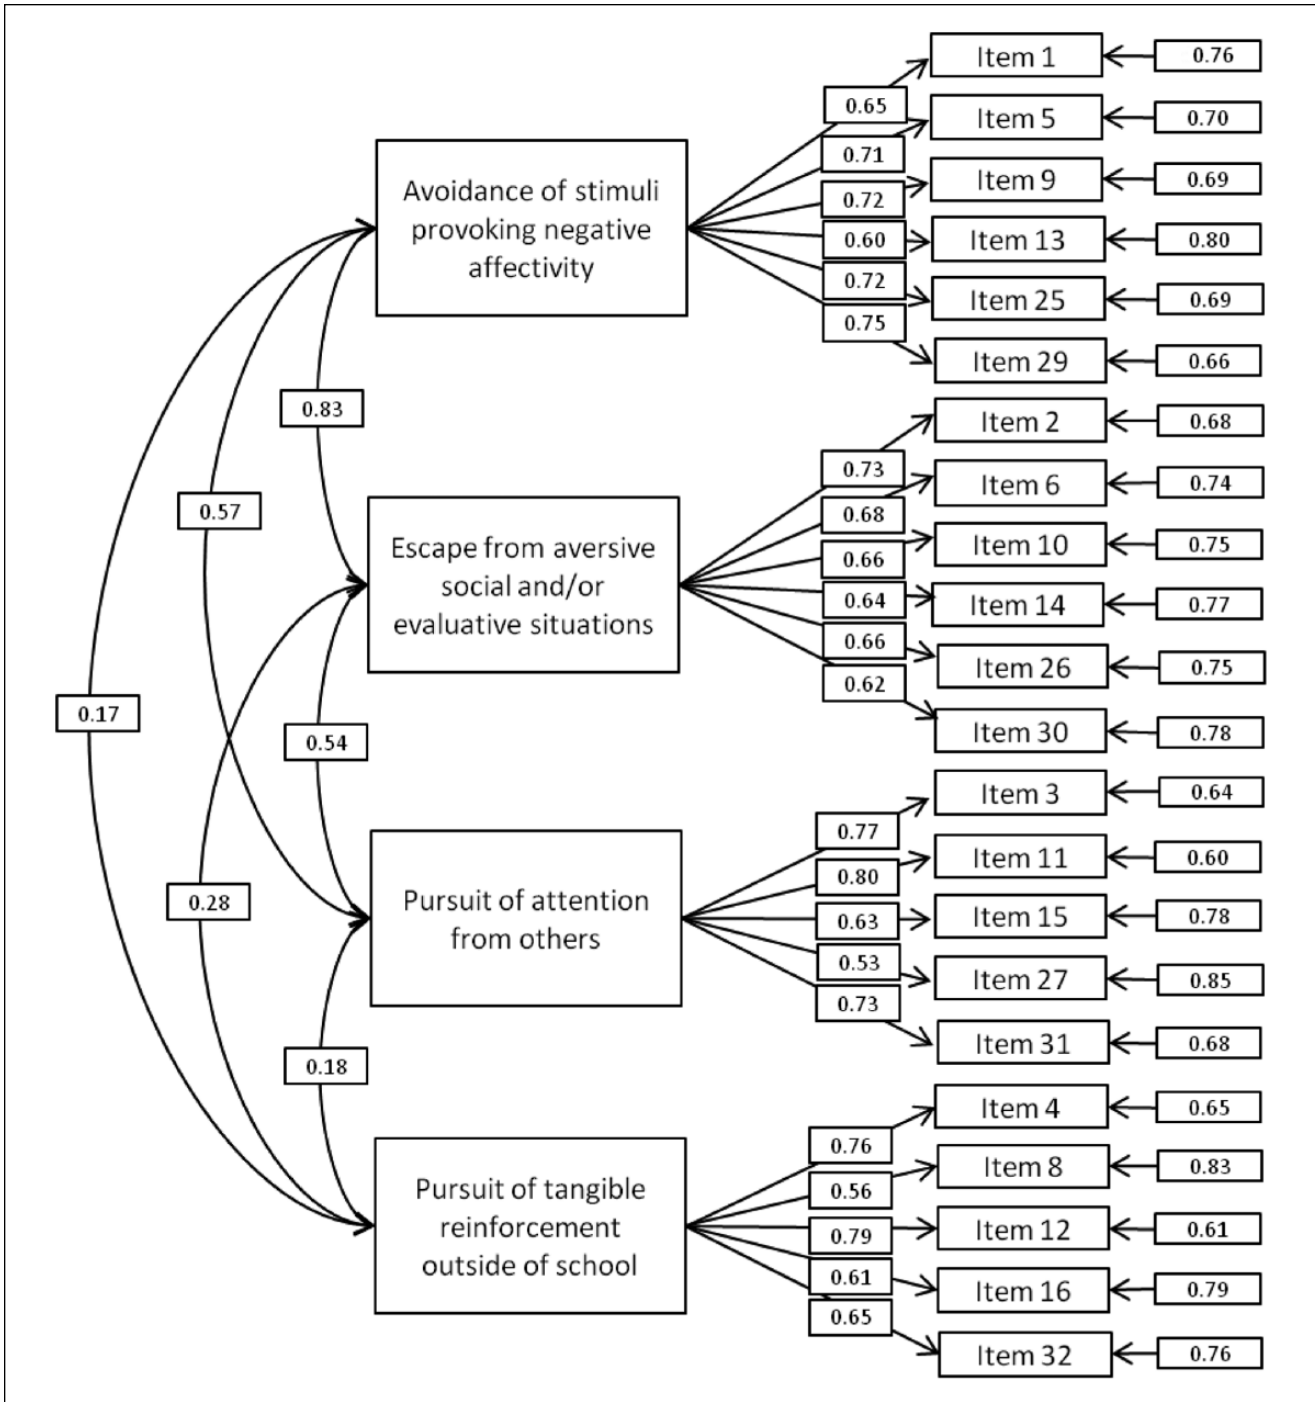 Item 1
0.76
0.65
Item 5
0.70
0.71
Item 9
0.69
0.72
Item 13
0.80
0.60
Item 25
0.69
0.72
Item 29
0.66
0.75
Avoidance of stimuli
provoking negative
affectivity
0.83
0.57
0.17
Item 2
0.68
0.73
Item 6
0.74
0.68
Item 10
0.75
0.66
Item 14
0.77
0.64
Item 26
0.75
0.66
Item 30
0.78
0.62
Escape from aversive
social and/or
evaluative situations
0.54
0.28
Item 3
0.64
0.77
Item 11
0.60
0.80
Item 15
0.78
0.63
Item 27
0.85
0.53
Item 31
0.68
0.73
Pursuit of attention
from others
0.18
Item 4
0.65
0.76
Item 8
0.83
0.56
Item 12
0.61
0.79
Item 16
0.79
0.61
Item 32
0.76
0.65
Pursuit of tangible
reinforcement
outside of school